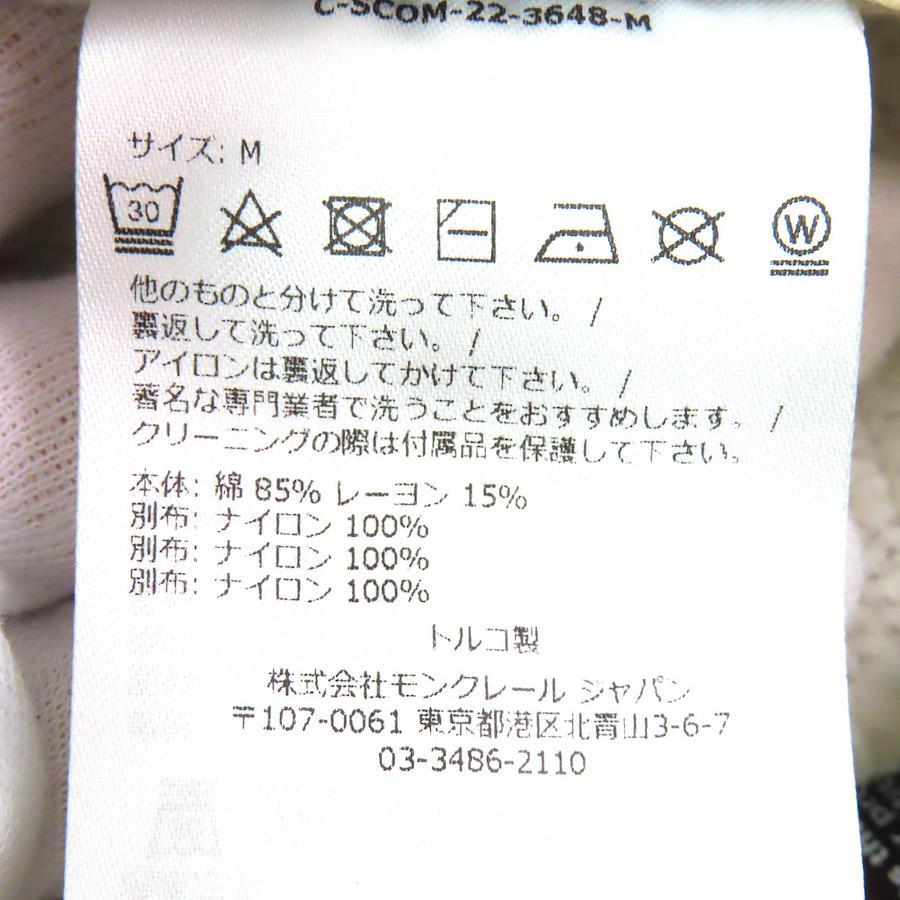 C-SCOM-22-3648-M
サイズ: M
30
W
他のものと分けて洗って下さい。 /
裏返して洗って下さい。 /
アイロンは裏返してかけて下さい。 /
著名な専門業者で洗うことをおすすめします。 /
クリーニングの際は付属品を保護して下さい。
本体: 綿 85% レーヨン 15%
別布: ナイロン 100%
別布: ナイロン 100%
別布: ナイロン 100%
トルコ製
株式会社モンクレール ジャパン
〒107-0061 東京都港区北青山3-6-7
03-3486-2110